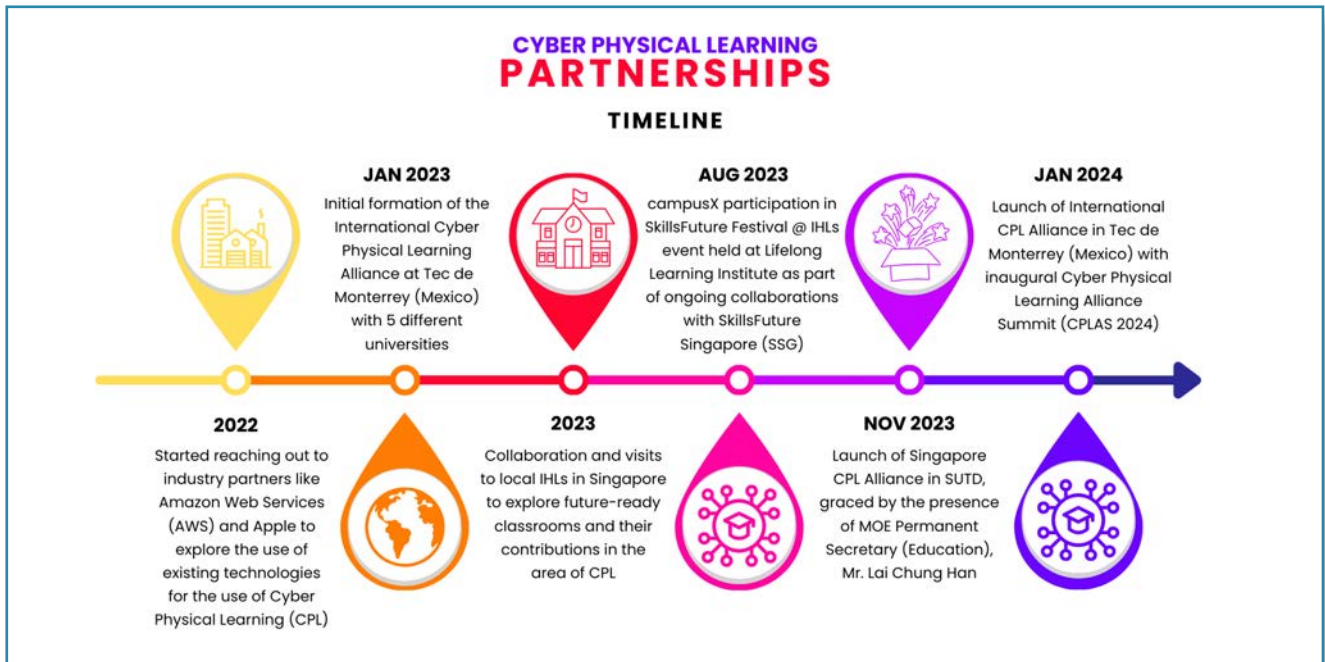 CYBER PHYSICAL LEARNING
PARTNERSHIPS
TIMELINE
2022
Started reaching out to
industry partners like
Amazon Web Services
(AWS) and Apple to
explore the use of
existing technologies
for the use of Cyber
Physical Learning (CPL)
JAN 2023
Initial formation of the
International Cyber
Physical Learning
Alliance at Tec de
Monterrey (Mexico)
with 5 different
universities
2023
Collaboration and visits
to local IHLs in Singapore
to explore future-ready
classrooms and their
contributions in the
area of CPL
AUG 2023
campusX participation in
SkillsFuture Festival @ IHLs
event held at Lifelong
Learning Institute as part
of ongoing collaborations
with SkillsFuture
Singapore (SSG)
NOV 2023
Launch of Singapore
CPL Alliance in SUTD,
graced by the presence
of MOE Permanent
Secretary (Education),
Mr. Lai Chung Han
JAN 2024
Launch of International
CPL Alliance in Tec de
Monterrey (Mexico) with
inaugural Cyber Physical
Learning Alliance
Summit (CPLAS 2024)